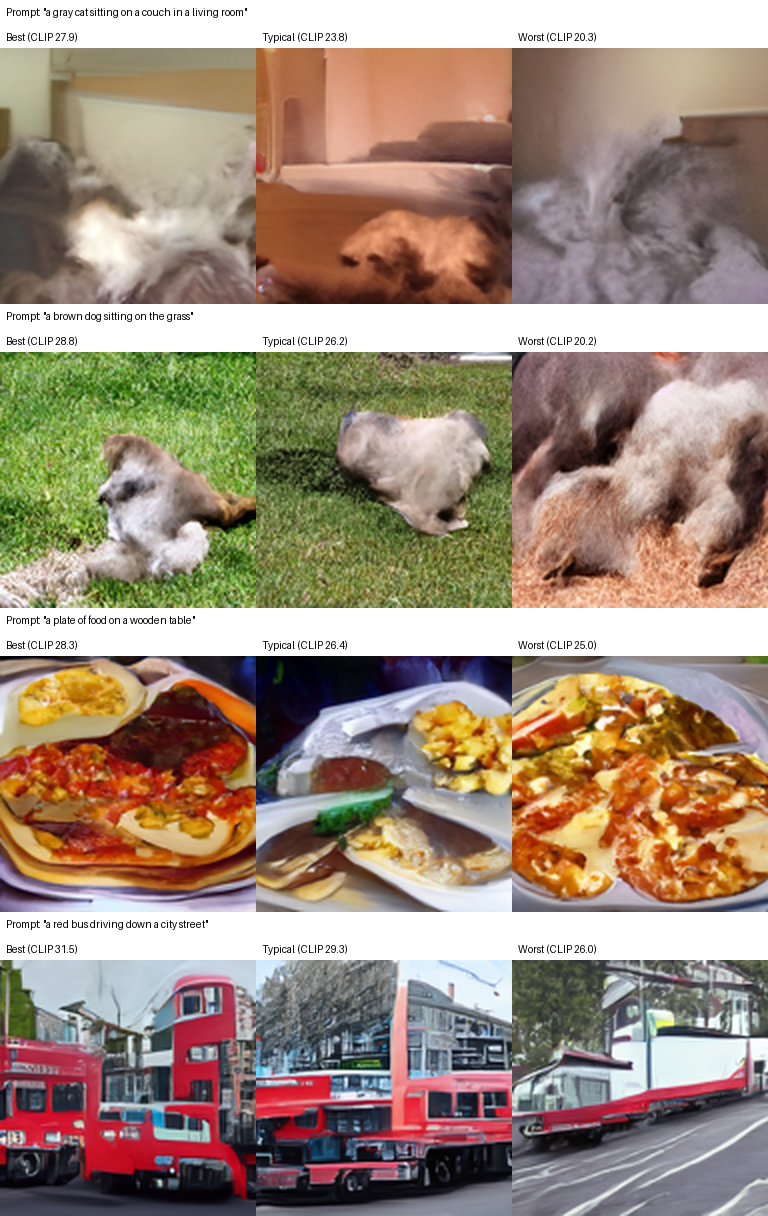 Prompt: "a gray cat sitting on a couch in a living room"
Best (CLIP 27.9) Typical (CLIP 23.8) Worst (CLIP 20.3)
Prompt: "a brown dog sitting on the grass"
Best (CLIP 28.8) Typical (CLIP 26.2) Worst (CLIP 20.2)
Prompt: "a plate of food on a wooden table"
Best (CLIP 28.3) Typical (CLIP 26.4) Worst (CLIP 25.0)
Prompt: "a red bus driving down a city street"
Best (CLIP 31.5) Typical (CLIP 29.3) Worst (CLIP 26.0)